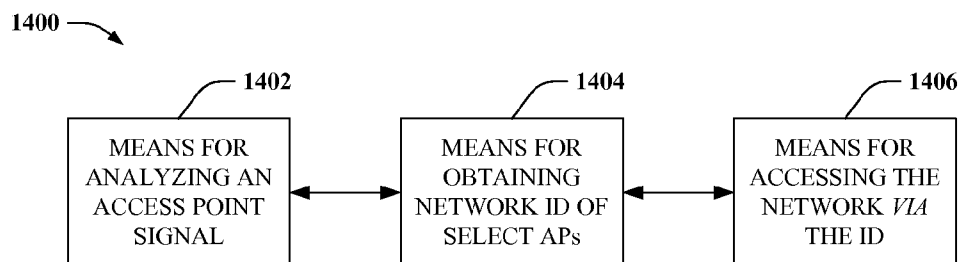 1400
1402
1404
1406
MEANS FOR
ANALYZING AN
ACCESS POINT
SIGNAL
MEANS FOR
OBTAINING
NETWORK ID OF
SELECT APs
MEANS FOR
ACCESSING THE
NETWORK VIA
THE ID